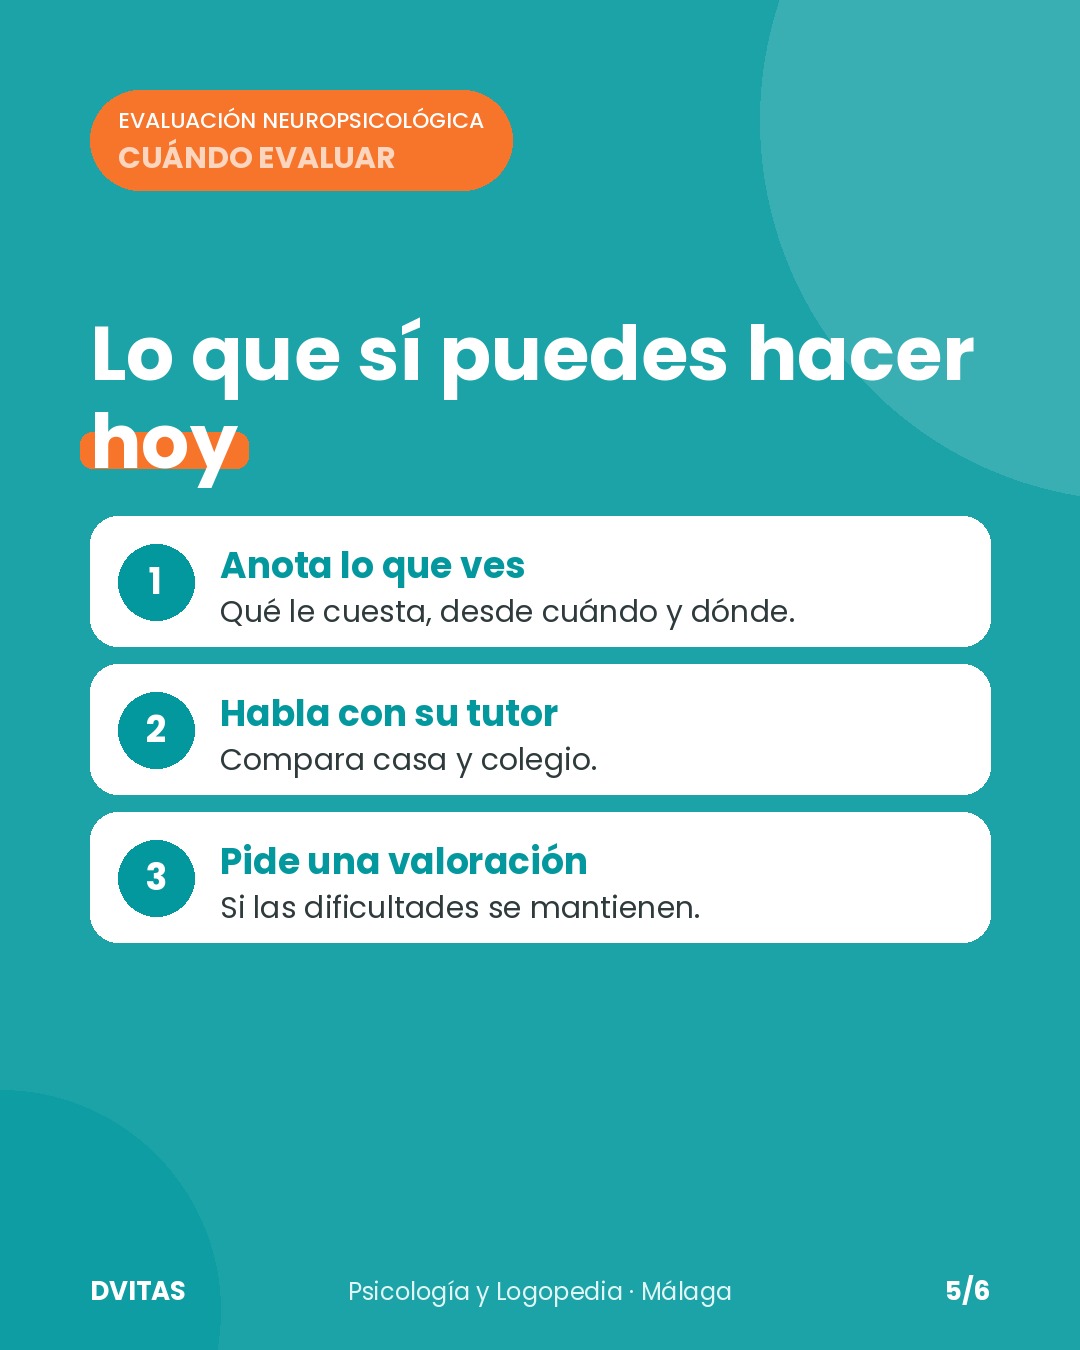 EVALUACIÓN NEUROPSICOLÓGICA
CUÁNDO EVALUAR
Lo que sí puedes hacer
hoy
1
Anota lo que ves
Qué le cuesta, desde cuándo y dónde.
2
Habla con su tutor
Compara casa y colegio.
3
Pide una valoración
Si las dificultades se mantienen.
DVITAS
Psicología y Logopedia · Málaga
5/6